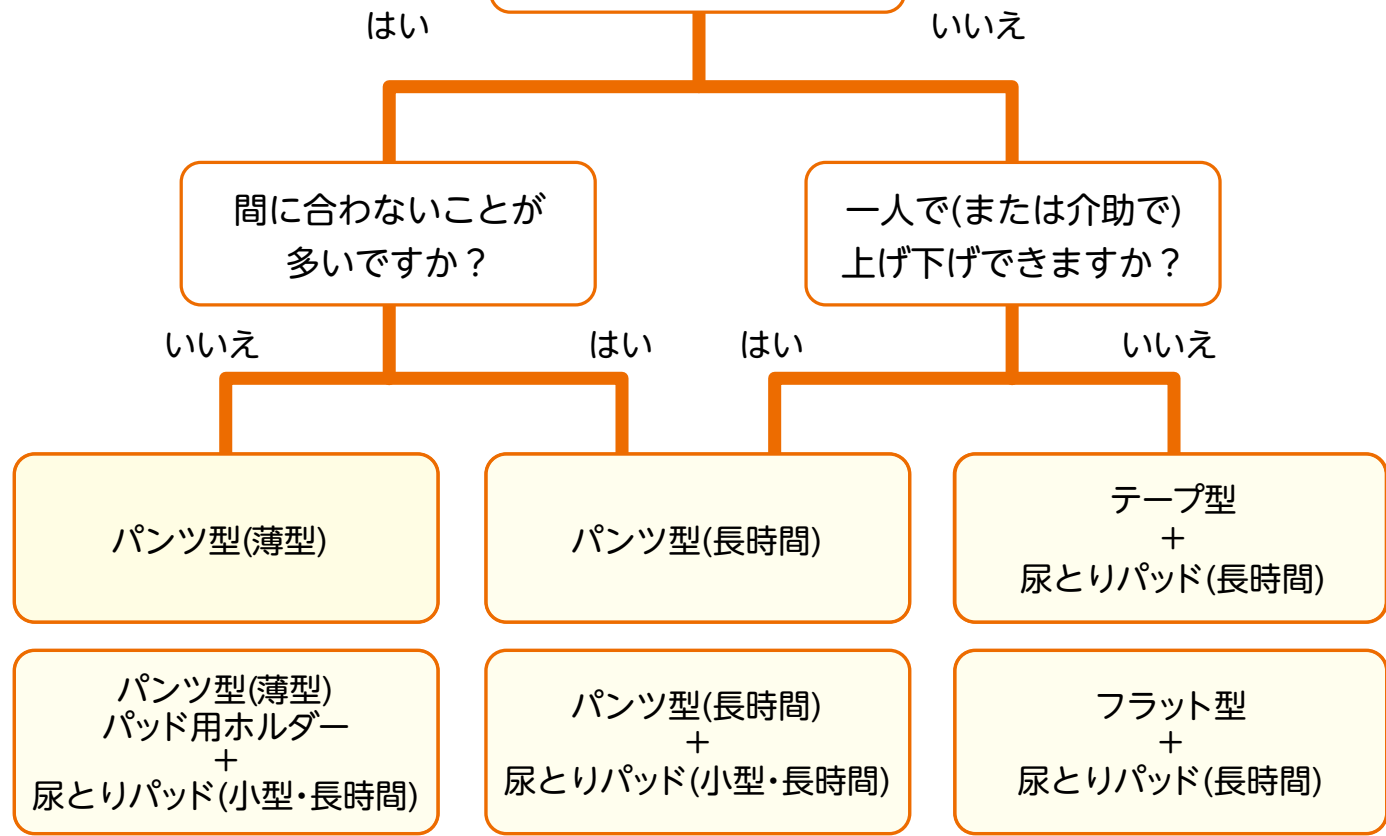 はい
いいえ
間に合わないことが
多いですか？
一人で(または介助で)
上げ下げできますか？
いいえ
はい
はい
いいえ
パンツ型(薄型)
パンツ型(長時間)
テープ型
＋
尿とりパッド(長時間)
パンツ型(薄型)
パッド用ホルダー
＋
尿とりパッド(小型・長時間)
パンツ型(長時間)
＋
尿とりパッド(小型・長時間)
フラット型
＋
尿とりパッド(長時間)